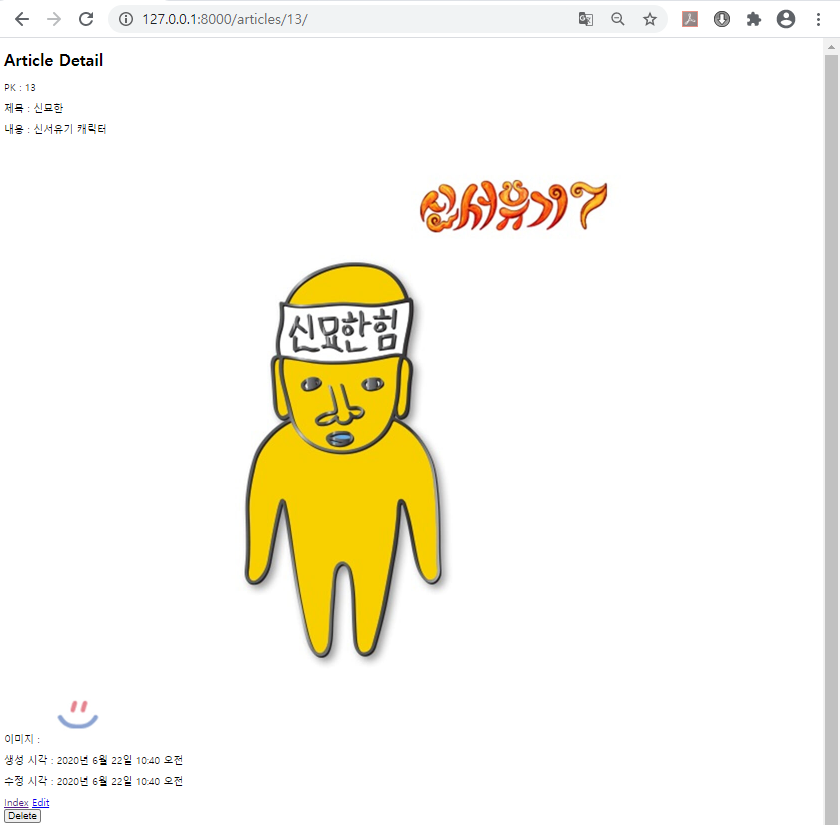 127.0.0.1:8000/articles/13/
Article Detail
PK : 13
제목 : 신묘한
내용 : 신서유기 캐릭터
신서유기7
신묘한힘
이미지 :
생성 시각 : 2020년 6월 22일 10:40 오전
수정 시각 : 2020년 6월 22일 10:40 오전
Index Edit
Delete